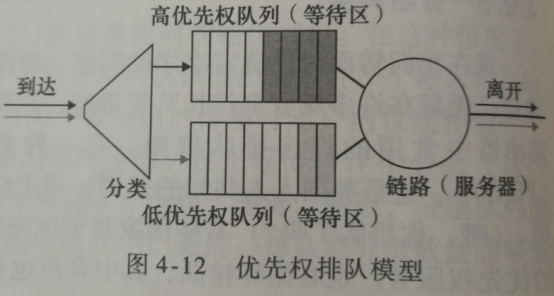 高优先权队列（等待区）
到达
离开
分类
链路（服务器）
低优先权队列（等待区）
图 4-12 优先权排队模型